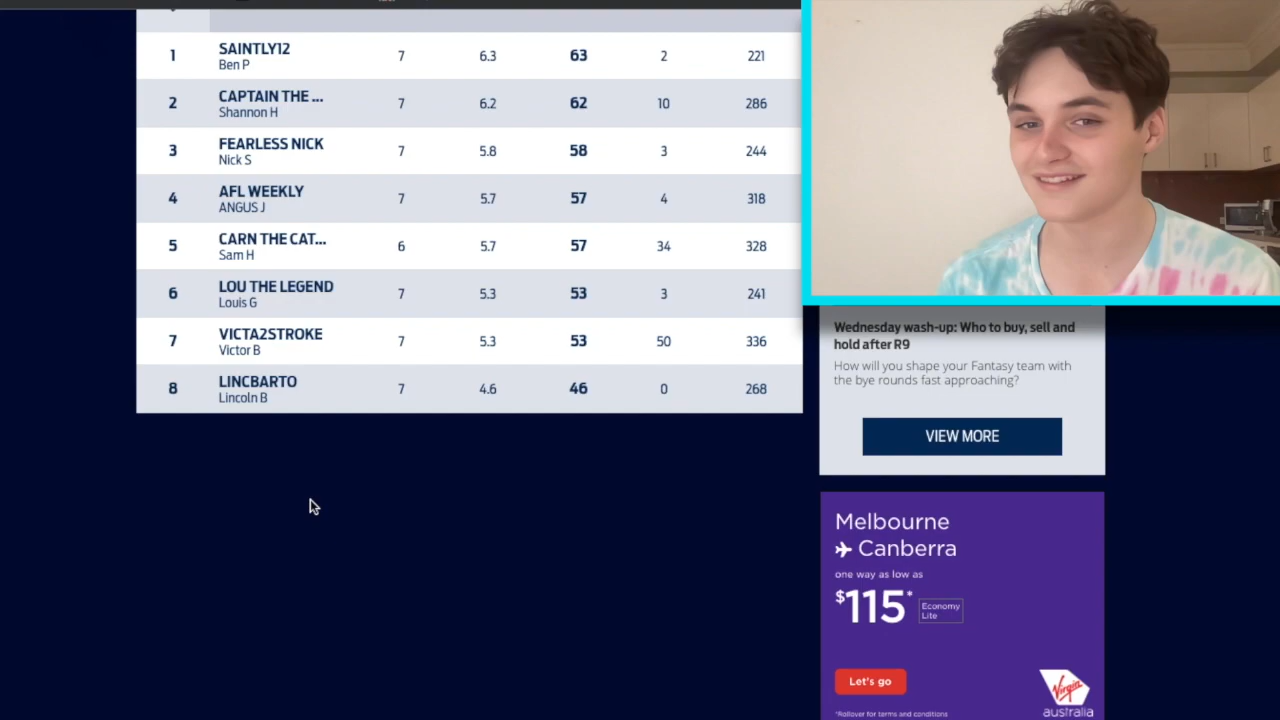 1 SAINTLY12 7 6.3 63 2 221
Ben P
2 CAPTAIN THE ... 7 6.2 62 10 286
Shannon H
3 FEARLESS NICK 7 5.8 58 3 244
Nick S
4 AFL WEEKLY 7 5.7 57 4 318
ANGUS J
5 CARN THE CAT... 6 5.7 57 34 328
Sam H
6 LOU THE LEGEND 7 5.3 53 3 241
Louis G
7 VICTA2STROKE 7 5.3 53 50 336
Victor B
8 LINCBARTO 7 4.6 46 0 268
Lincoln B
Wednesday wash-up: Who to buy, sell and
hold after R9
How will you shape your Fantasy team with
the bye rounds fast approaching?
VIEW MORE
Melbourne
Canberra
one way as low as
$115*
Economy
Lite
Let's go
Virgin
australia
*Rollover for terms and conditions